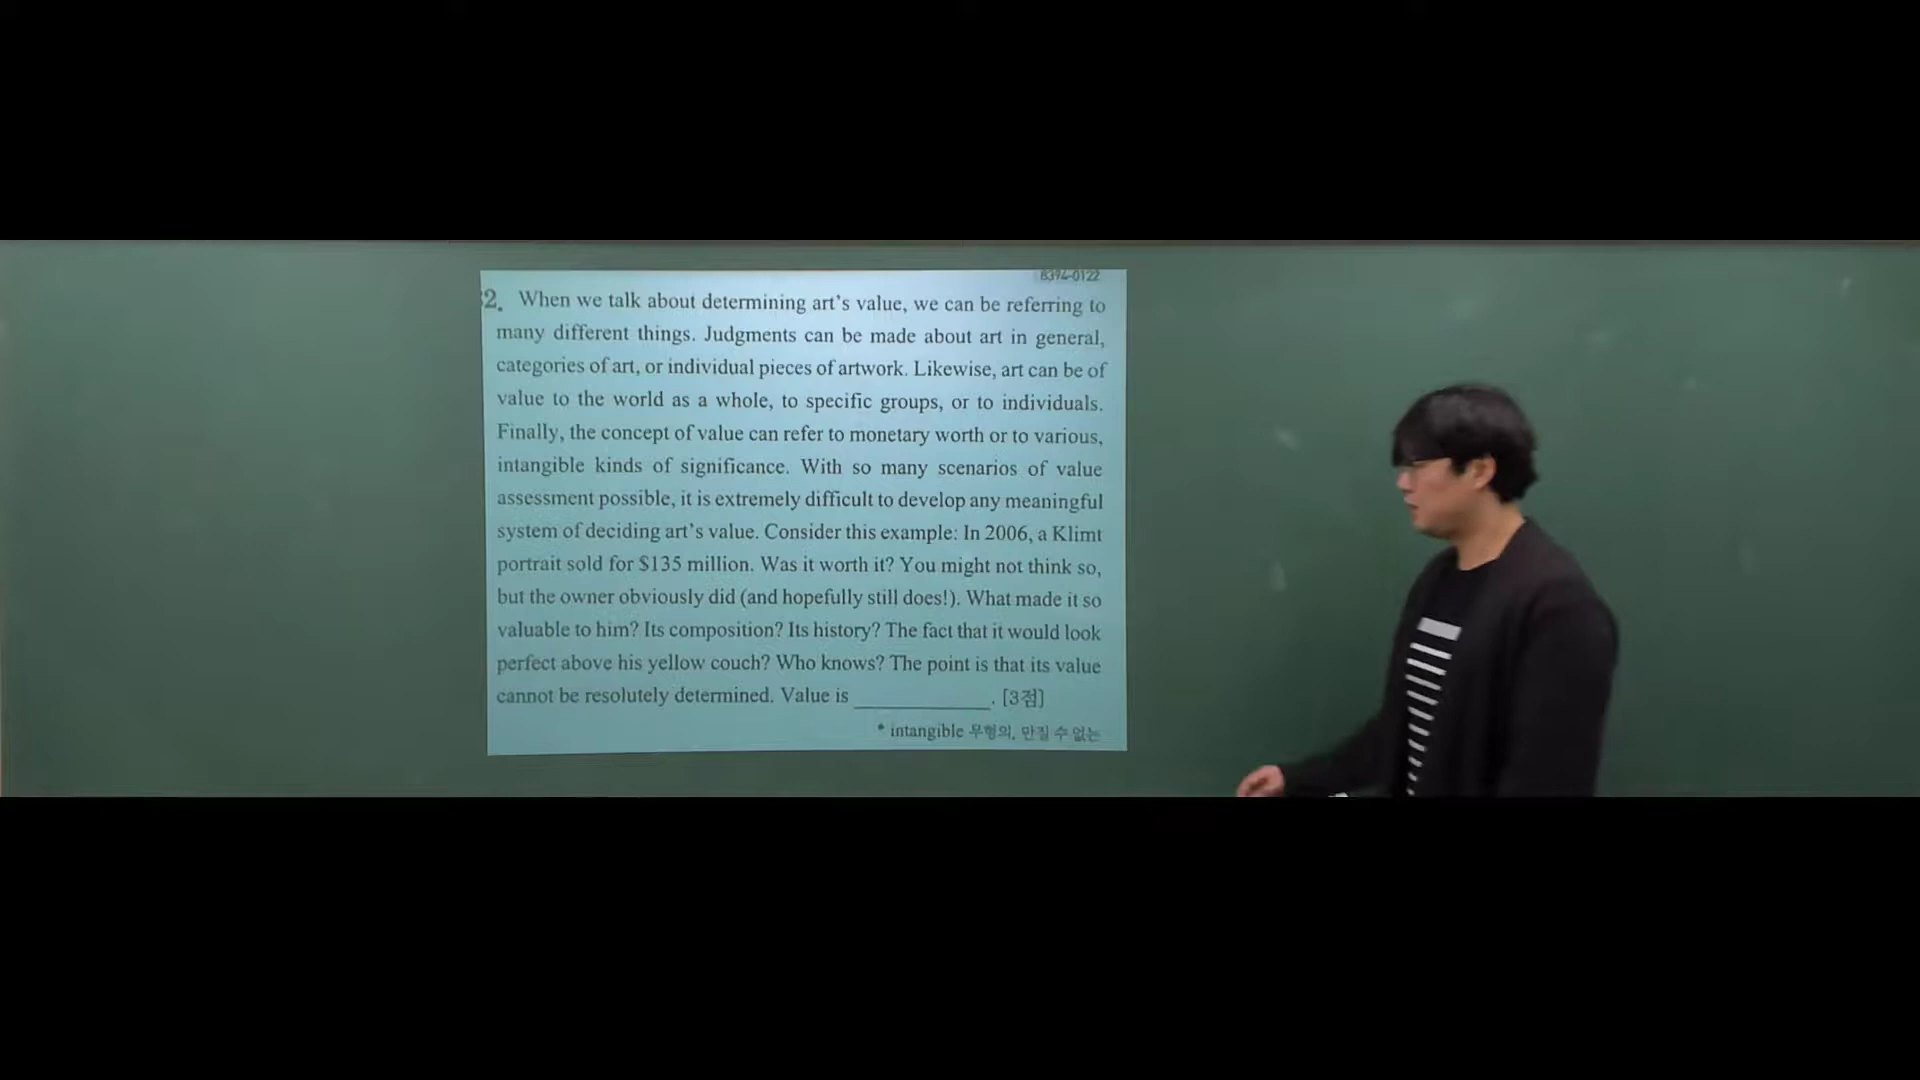 8394-0122
2. When we talk about determining art's value, we can be referring to
many different things. Judgments can be made about art in general,
categories of art, or individual pieces of artwork. Likewise, art can be of
value to the world as a whole, to specific groups, or to individuals.
Finally, the concept of value can refer to monetary worth or to various,
intangible kinds of significance. With so many scenarios of value
assessment possible, it is extremely difficult to develop any meaningful
system of deciding art's value. Consider this example: In 2006, a Klimt
portrait sold for $135 million. Was it worth it? You might not think so,
but the owner obviously did (and hopefully still does!). What made it so
valuable to him? Its composition? Its history? The fact that it would look
perfect above his yellow couch? Who knows? The point is that its value
cannot be resolutely determined. Value is ____________. [3점]
* intangible 무형의, 만질 수 없는